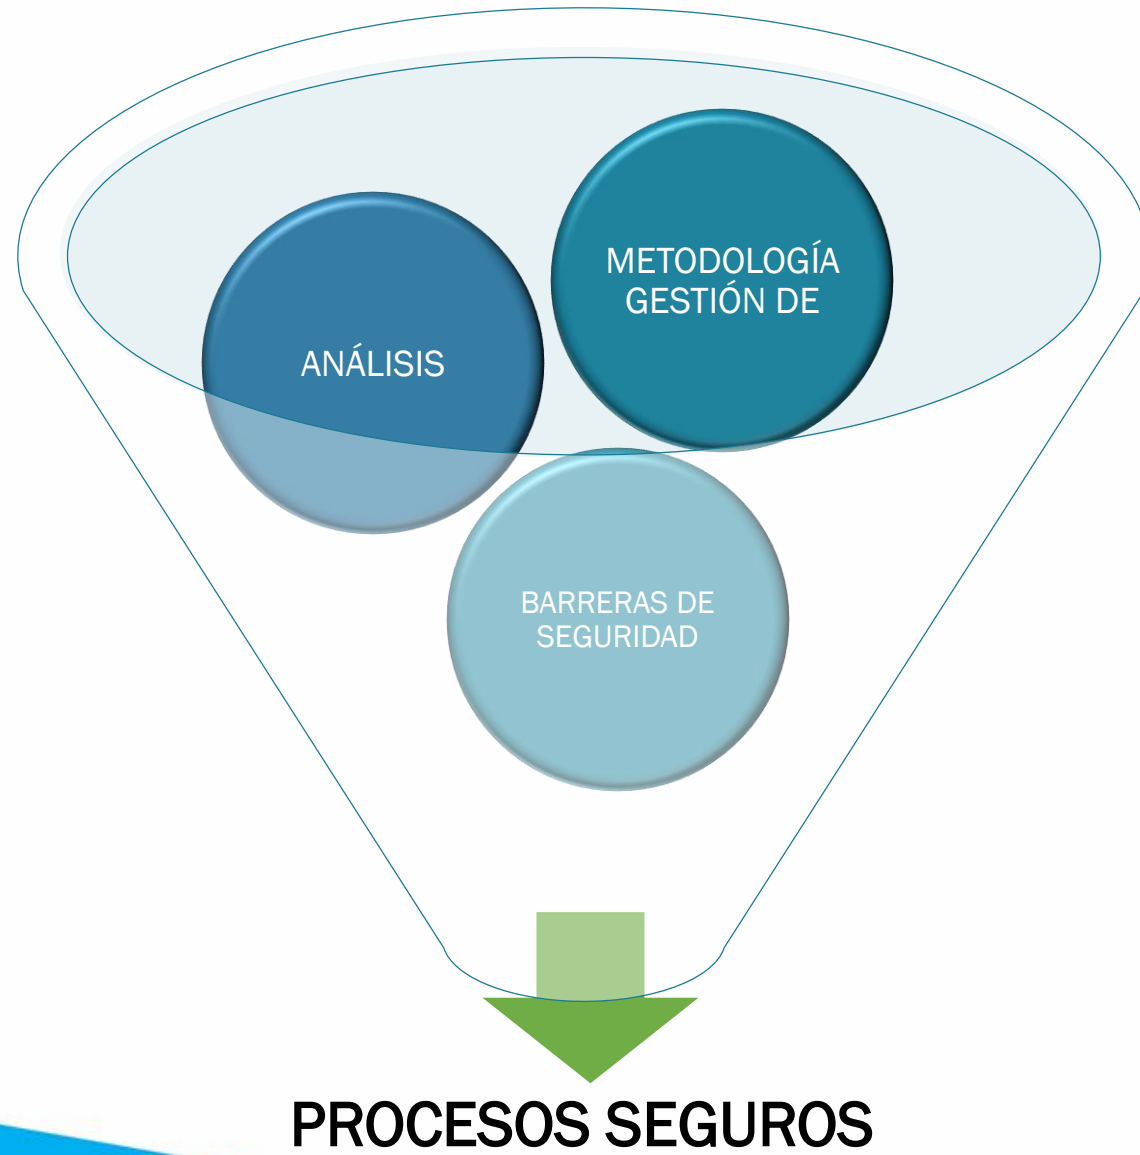 METODOLOGÍA
GESTIÓN DE
ANÁLISIS
BARRERAS DE
SEGURIDAD
PROCESOS SEGUROS